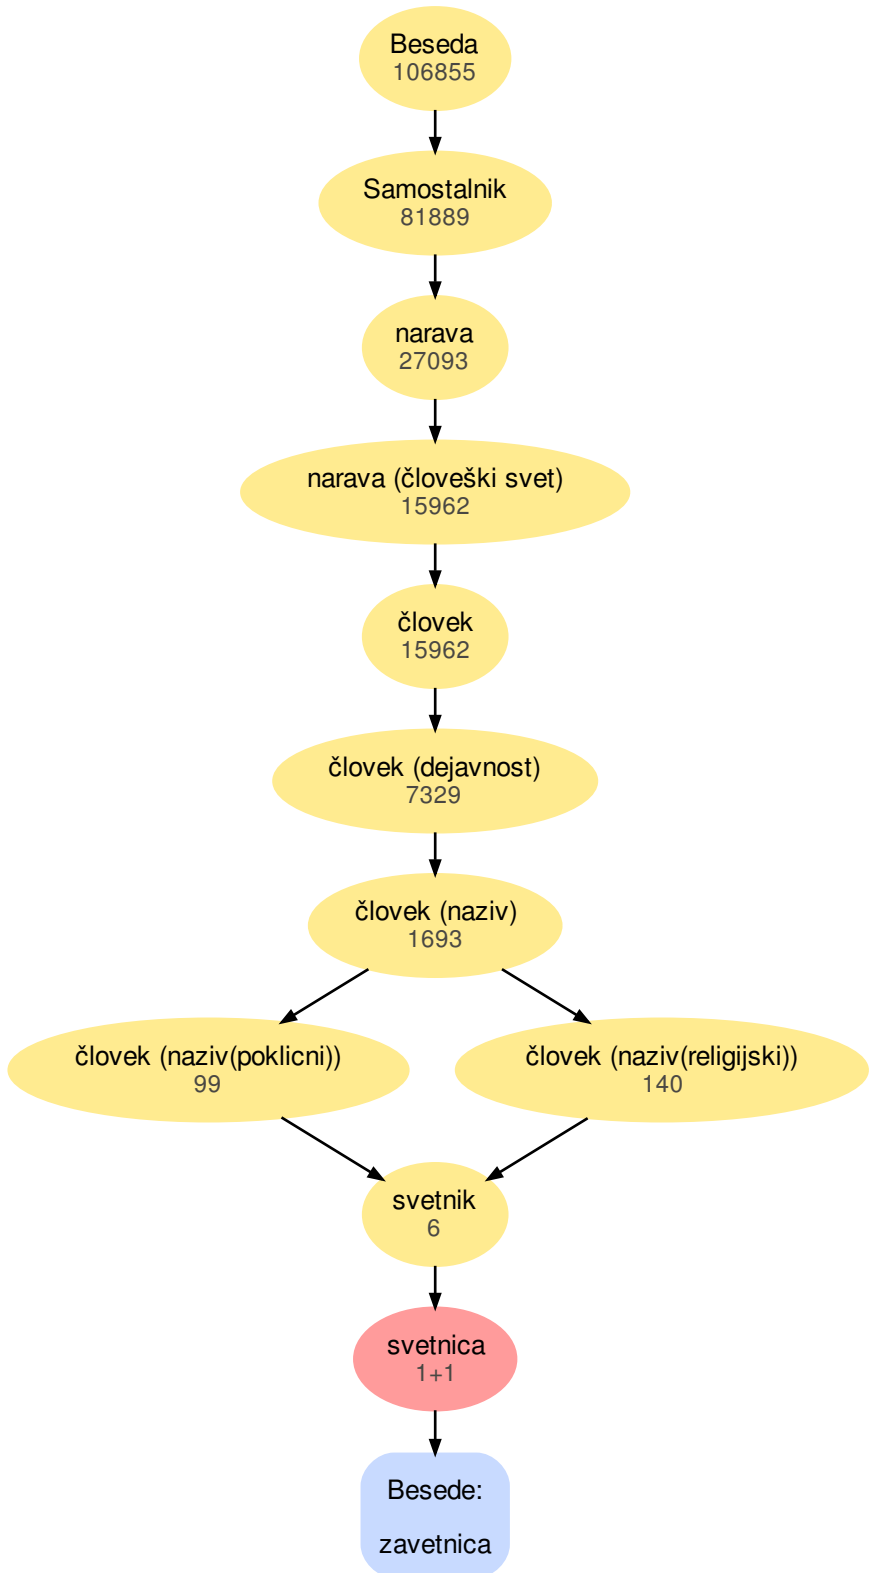 Beseda
106855
Samostalnik
81889
narava
27093
narava (človeški svet)
15962
človek
15962
človek (dejavnost)
7329
človek (naziv)
1693
človek (naziv(poklicni))
99
človek (naziv(religijski))
140
svetnik
6
svetnica
1+1
Besede:
zavetnica